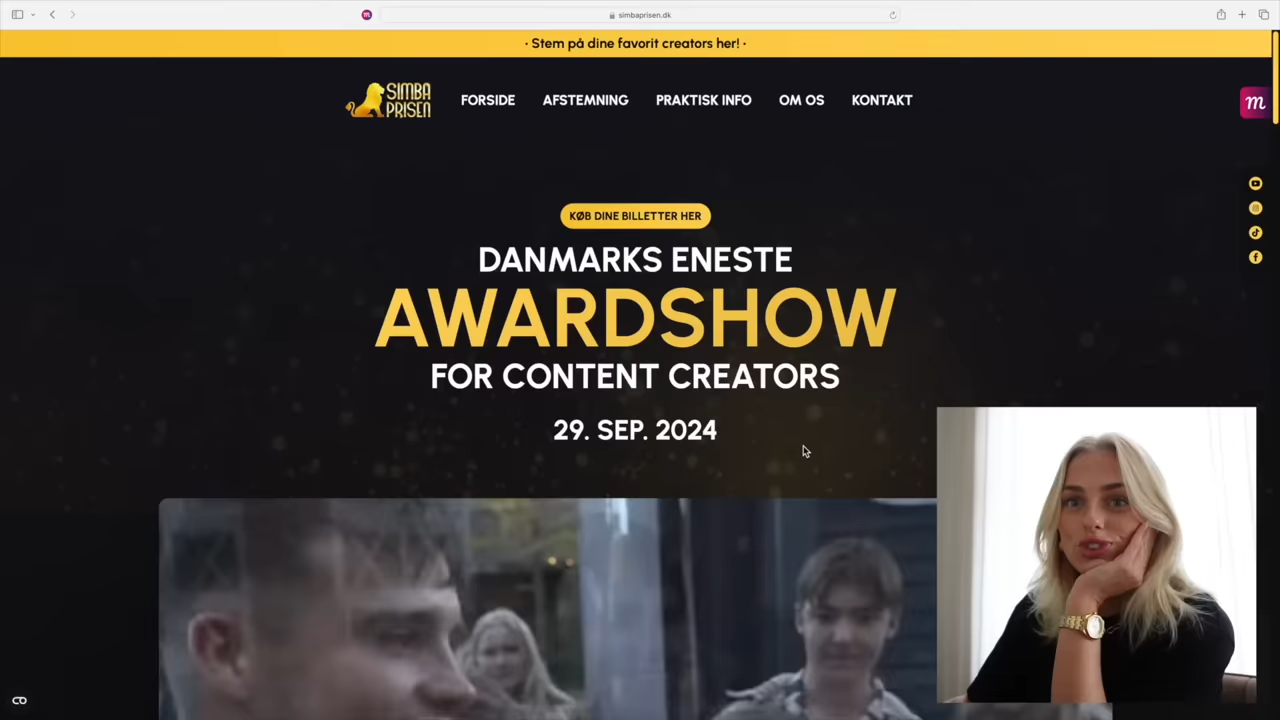 simbaprisen.dk
· Stem på dine favorit creators her! ·
SIMBA
PRISEN
FORSIDE
AFSTEMNING
PRAKTISK INFO
OM OS
KONTAKT
m
KØB DINE BILLETTER HER
DANMARKS ENESTE
AWARDSHOW
FOR CONTENT CREATORS
29. SEP. 2024